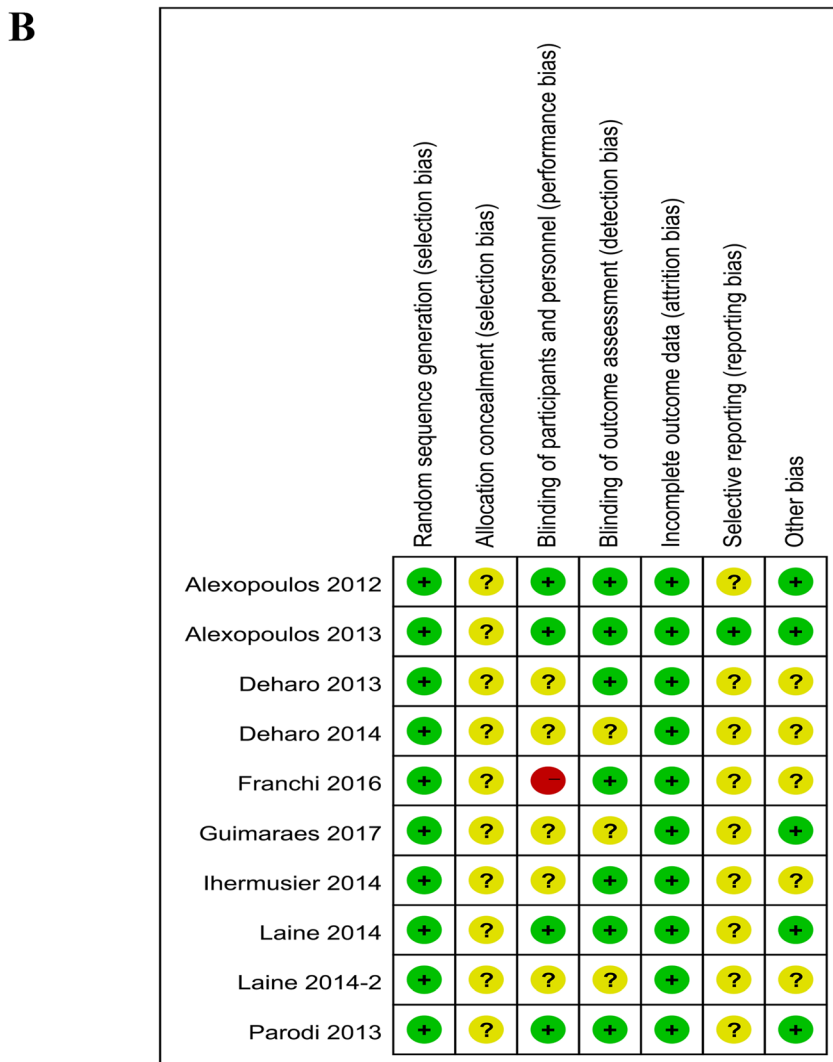 B
Random sequence generation (selection bias)
Allocation concealment (selection bias)
Blinding of participants and personnel (performance bias)
Blinding of outcome assessment (detection bias)
Incomplete outcome data (attrition bias)
Selective reporting (reporting bias)
Other bias
Alexopoulos 2012 + ? + + + ? +
Alexopoulos 2013 + ? + + + + +
Deharo 2013 + ? ? + + ? ?
Deharo 2014 + ? ? ? + ? ?
Franchi 2016 + ? − + + ? ?
Guimaraes 2017 + ? ? ? + ? +
Ihermusier 2014 + ? ? + + ? ?
Laine 2014 + ? + + + ? +
Laine 2014-2 + ? ? ? + ? ?
Parodi 2013 + ? + + + ? +